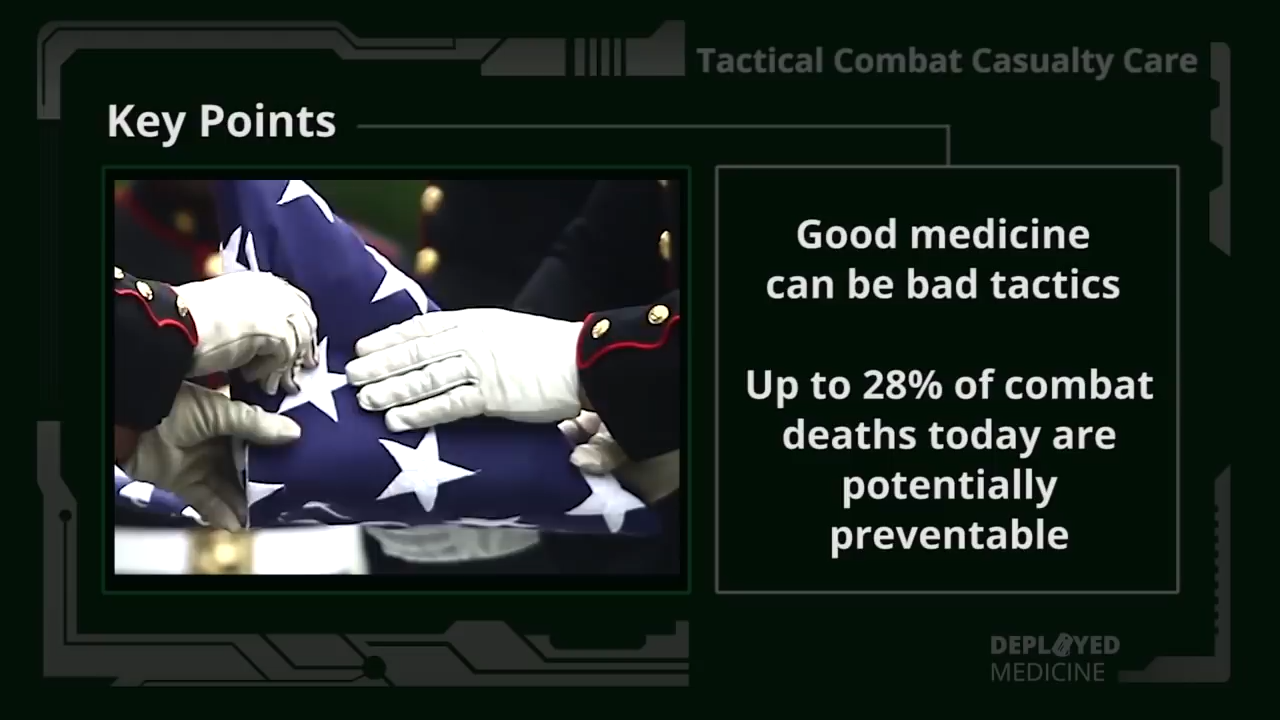 Tactical Combat Casualty Care
Key Points
Good medicine
can be bad tactics
Up to 28% of combat
deaths today are
potentially
preventable
DEPLOYED
MEDICINE